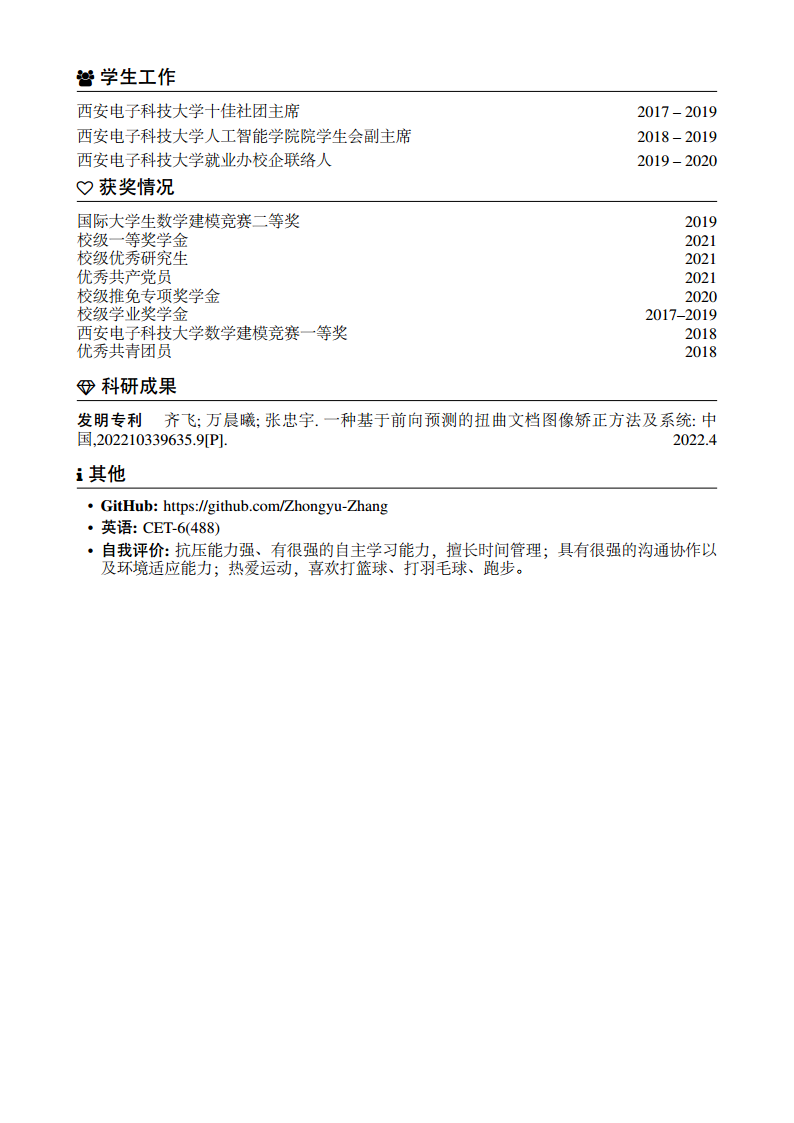 学生工作
西安电子科技大学十佳社团主席 2017 – 2019
西安电子科技大学人工智能学院院学生会副主席 2018 – 2019
西安电子科技大学就业办校企联络人 2019 – 2020
获奖情况
国际大学生数学建模竞赛二等奖 2019
校级一等奖学金 2021
校级优秀研究生 2021
优秀共产党员 2021
校级推免专项奖学金 2020
校级学业奖学金 2017–2019
西安电子科技大学数学建模竞赛一等奖 2018
优秀共青团员 2018
科研成果
发明专利 齐飞; 万晨曦; 张忠宇. 一种基于前向预测的扭曲文档图像矫正方法及系统: 中
国,202210339635.9[P]. 2022.4
其他
• GitHub: https://github.com/Zhongyu-Zhang
• 英语: CET-6(488)
• 自我评价: 抗压能力强、有很强的自主学习能力，擅长时间管理；具有很强的沟通协作以
及环境适应能力；热爱运动，喜欢打篮球、打羽毛球、跑步。